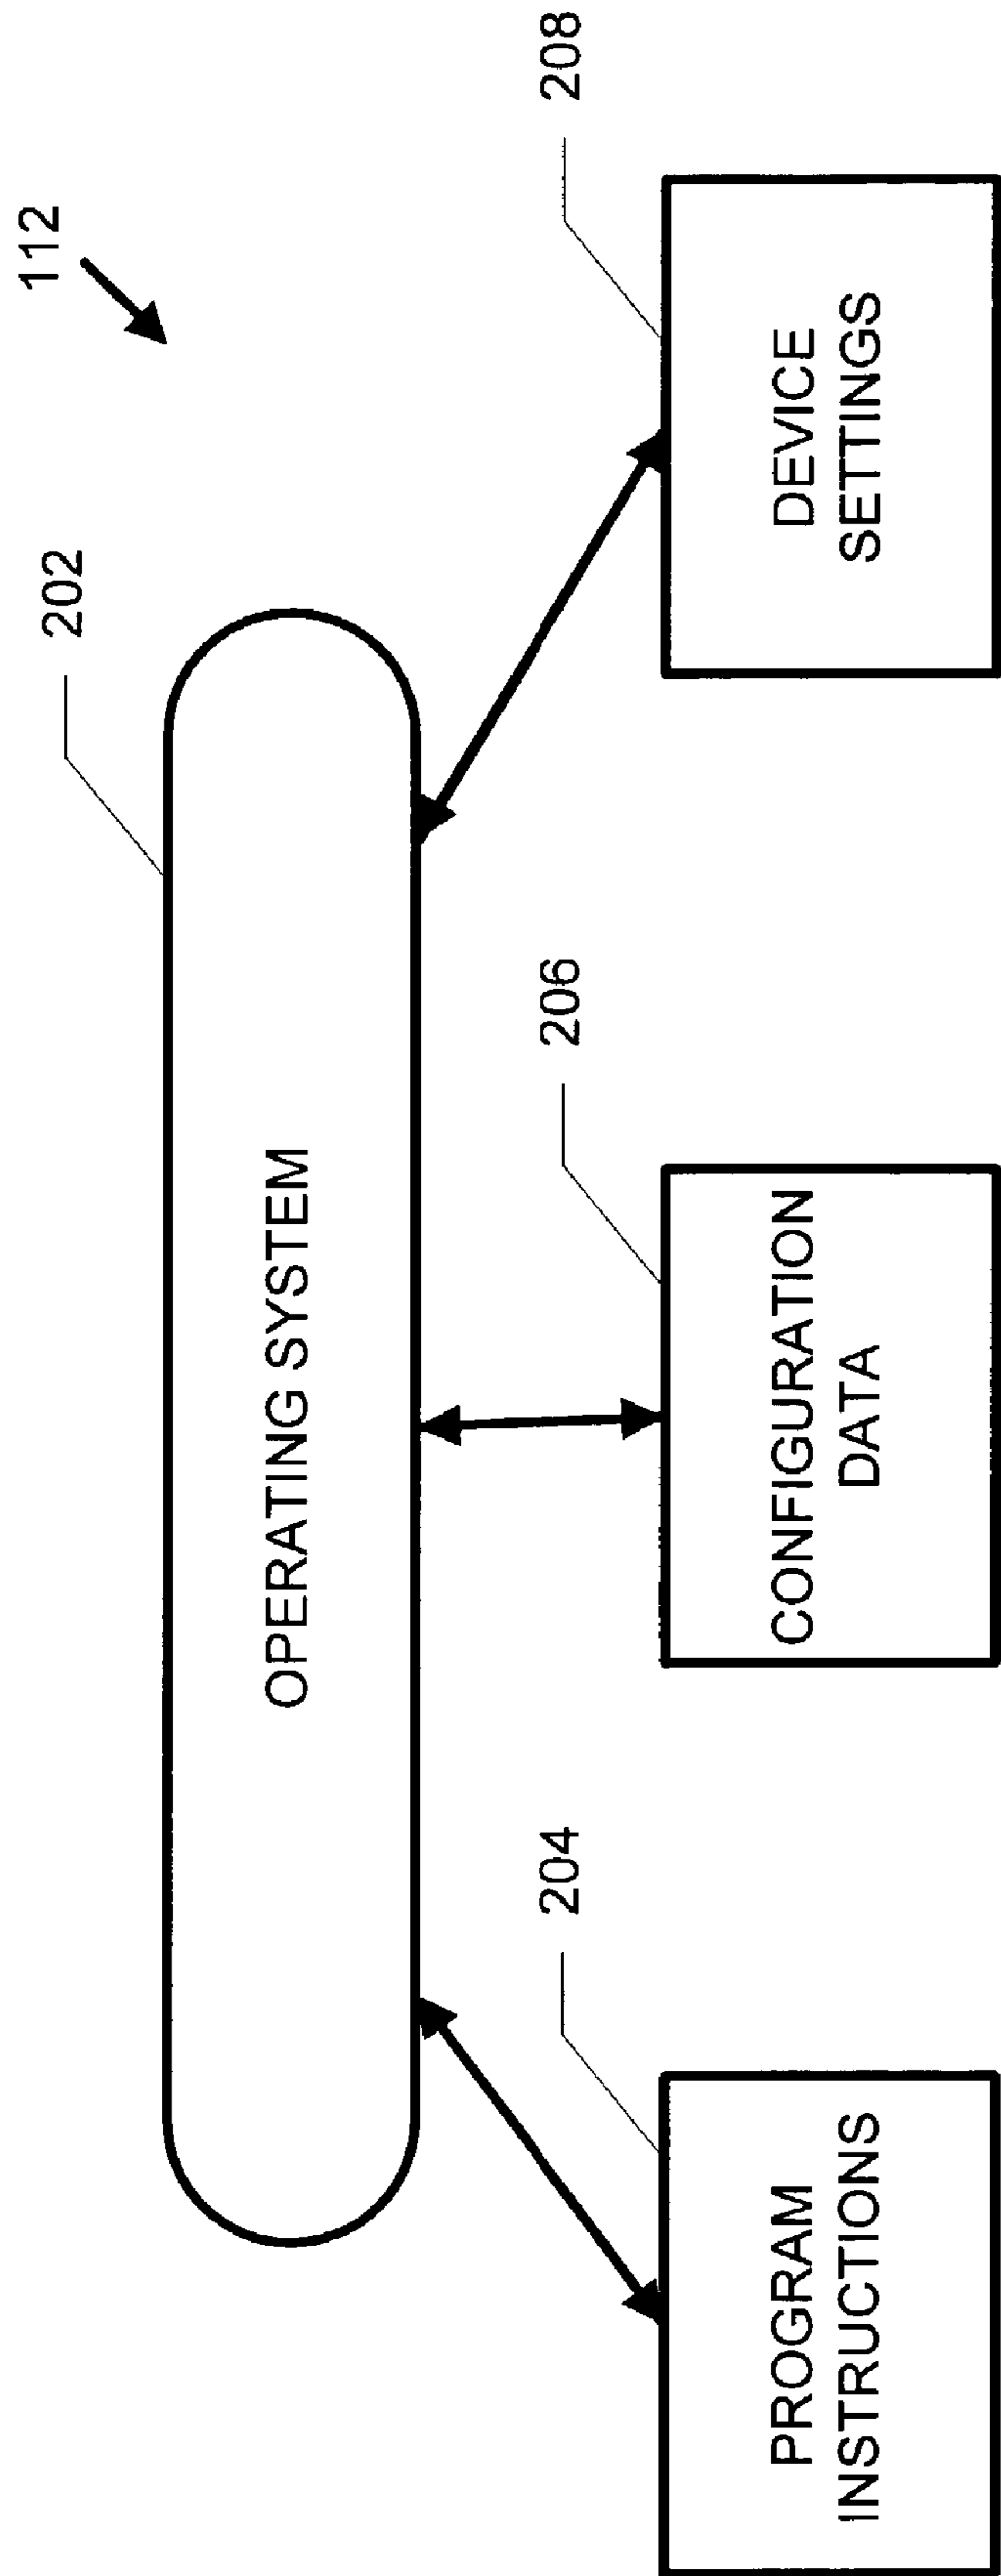 112
202
OPERATING SYSTEM
204
206
208
PROGRAM
INSTRUCTIONS
CONFIGURATION
DATA
DEVICE
SETTINGS